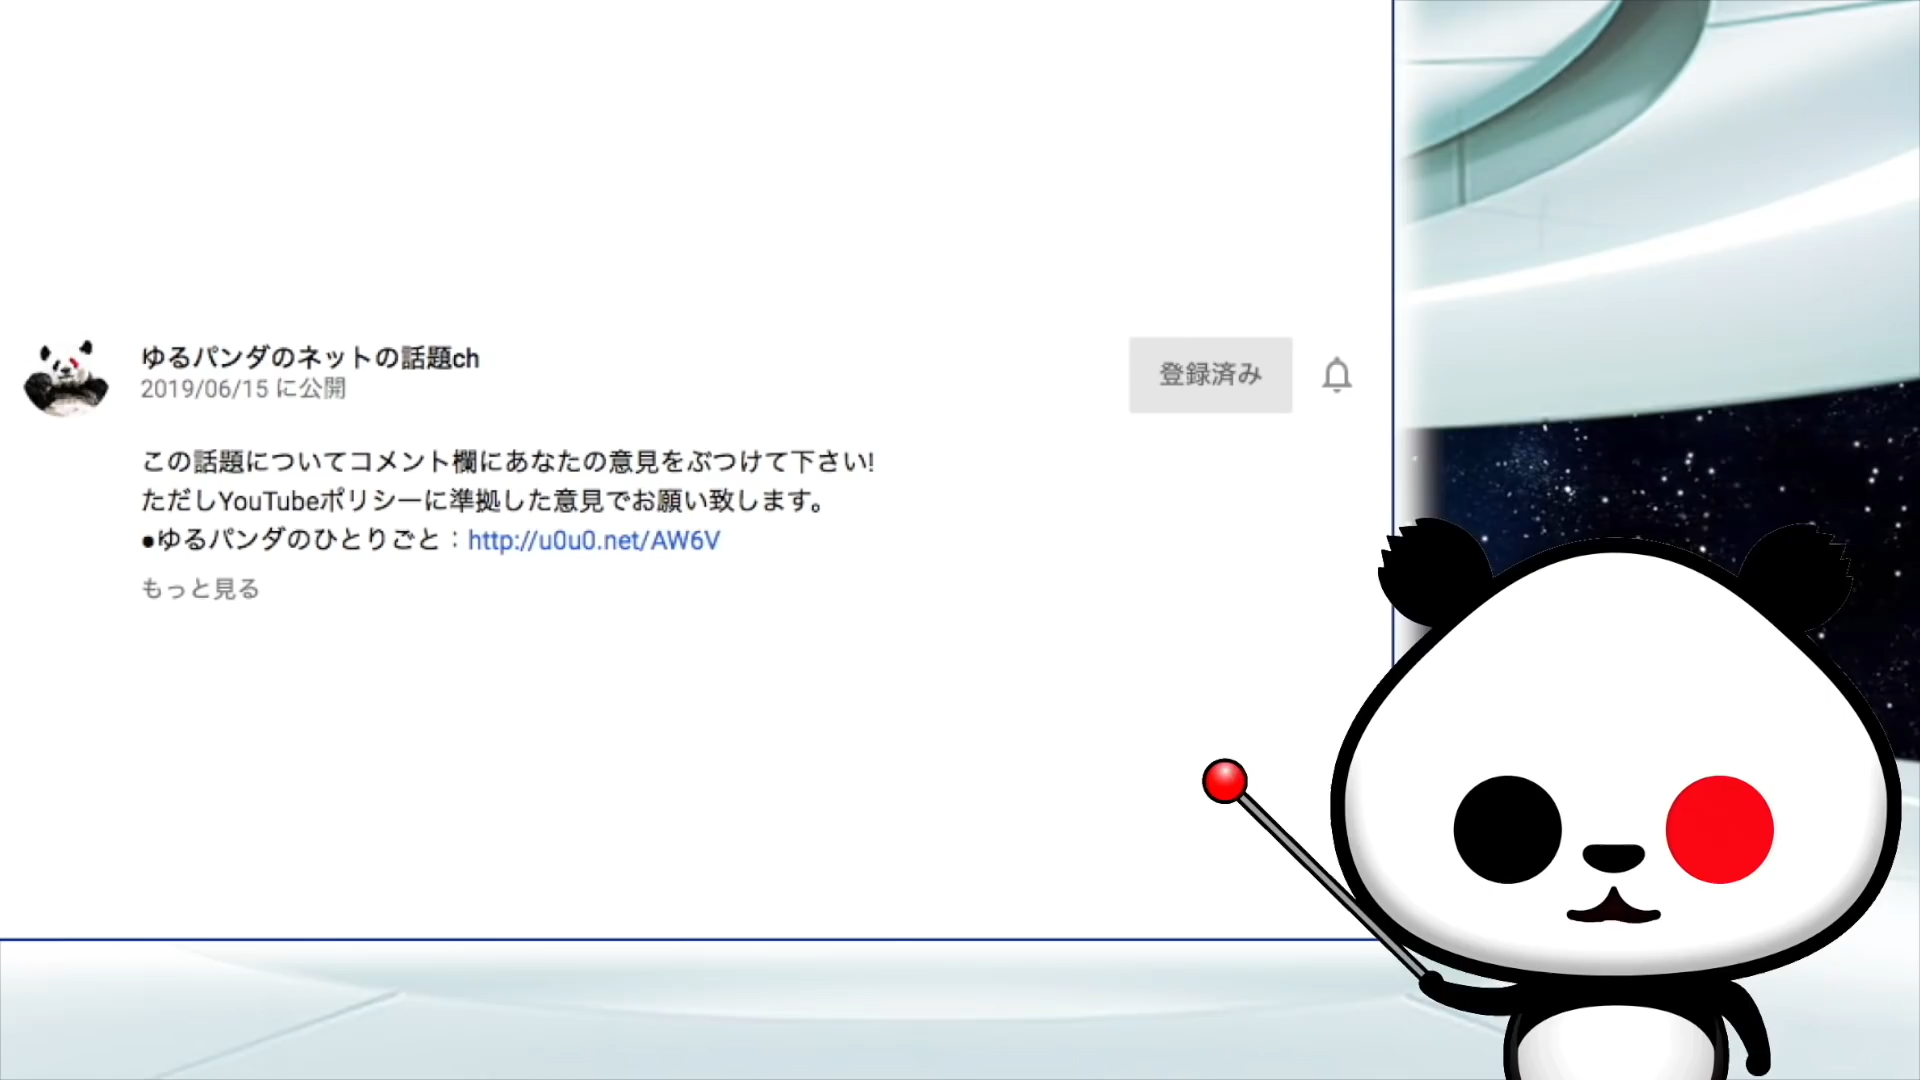 ゆるパンダのネットの話題ch
2019/06/15 に公開
登録済み
この話題についてコメント欄にあなたの意見をぶつけて下さい!
ただしYouTubeポリシーに準拠した意見でお願い致します。
●ゆるパンダのひとりごと：http://u0u0.net/AW6V
もっと見る